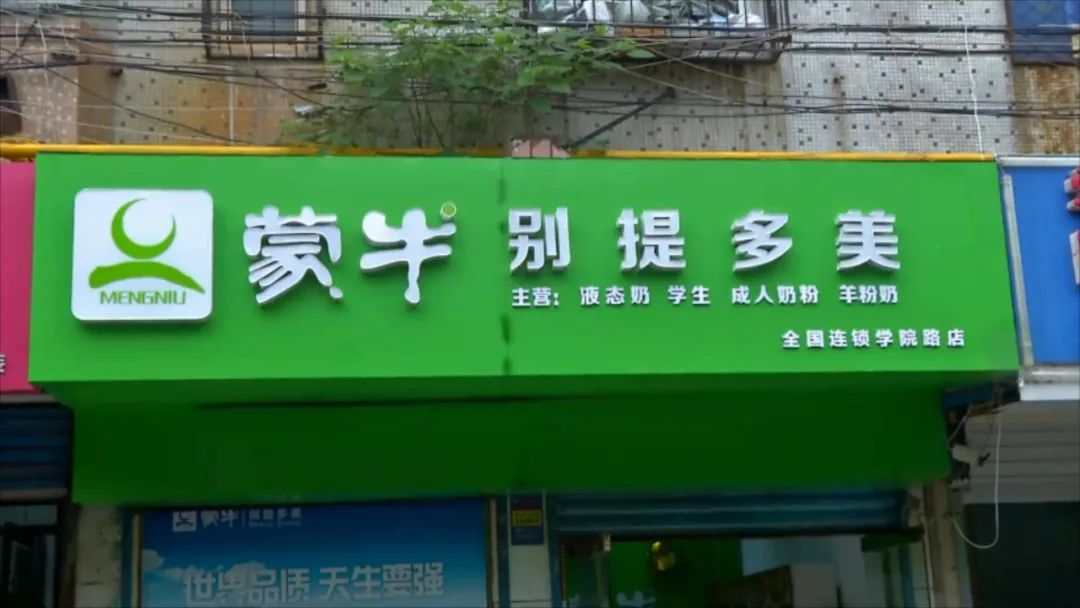 MENGNIU
蒙牛 别提多美
主营：液态奶 学生 成人奶粉 羊粉奶
全国连锁学院路店
蒙牛
世界品质 天生要强